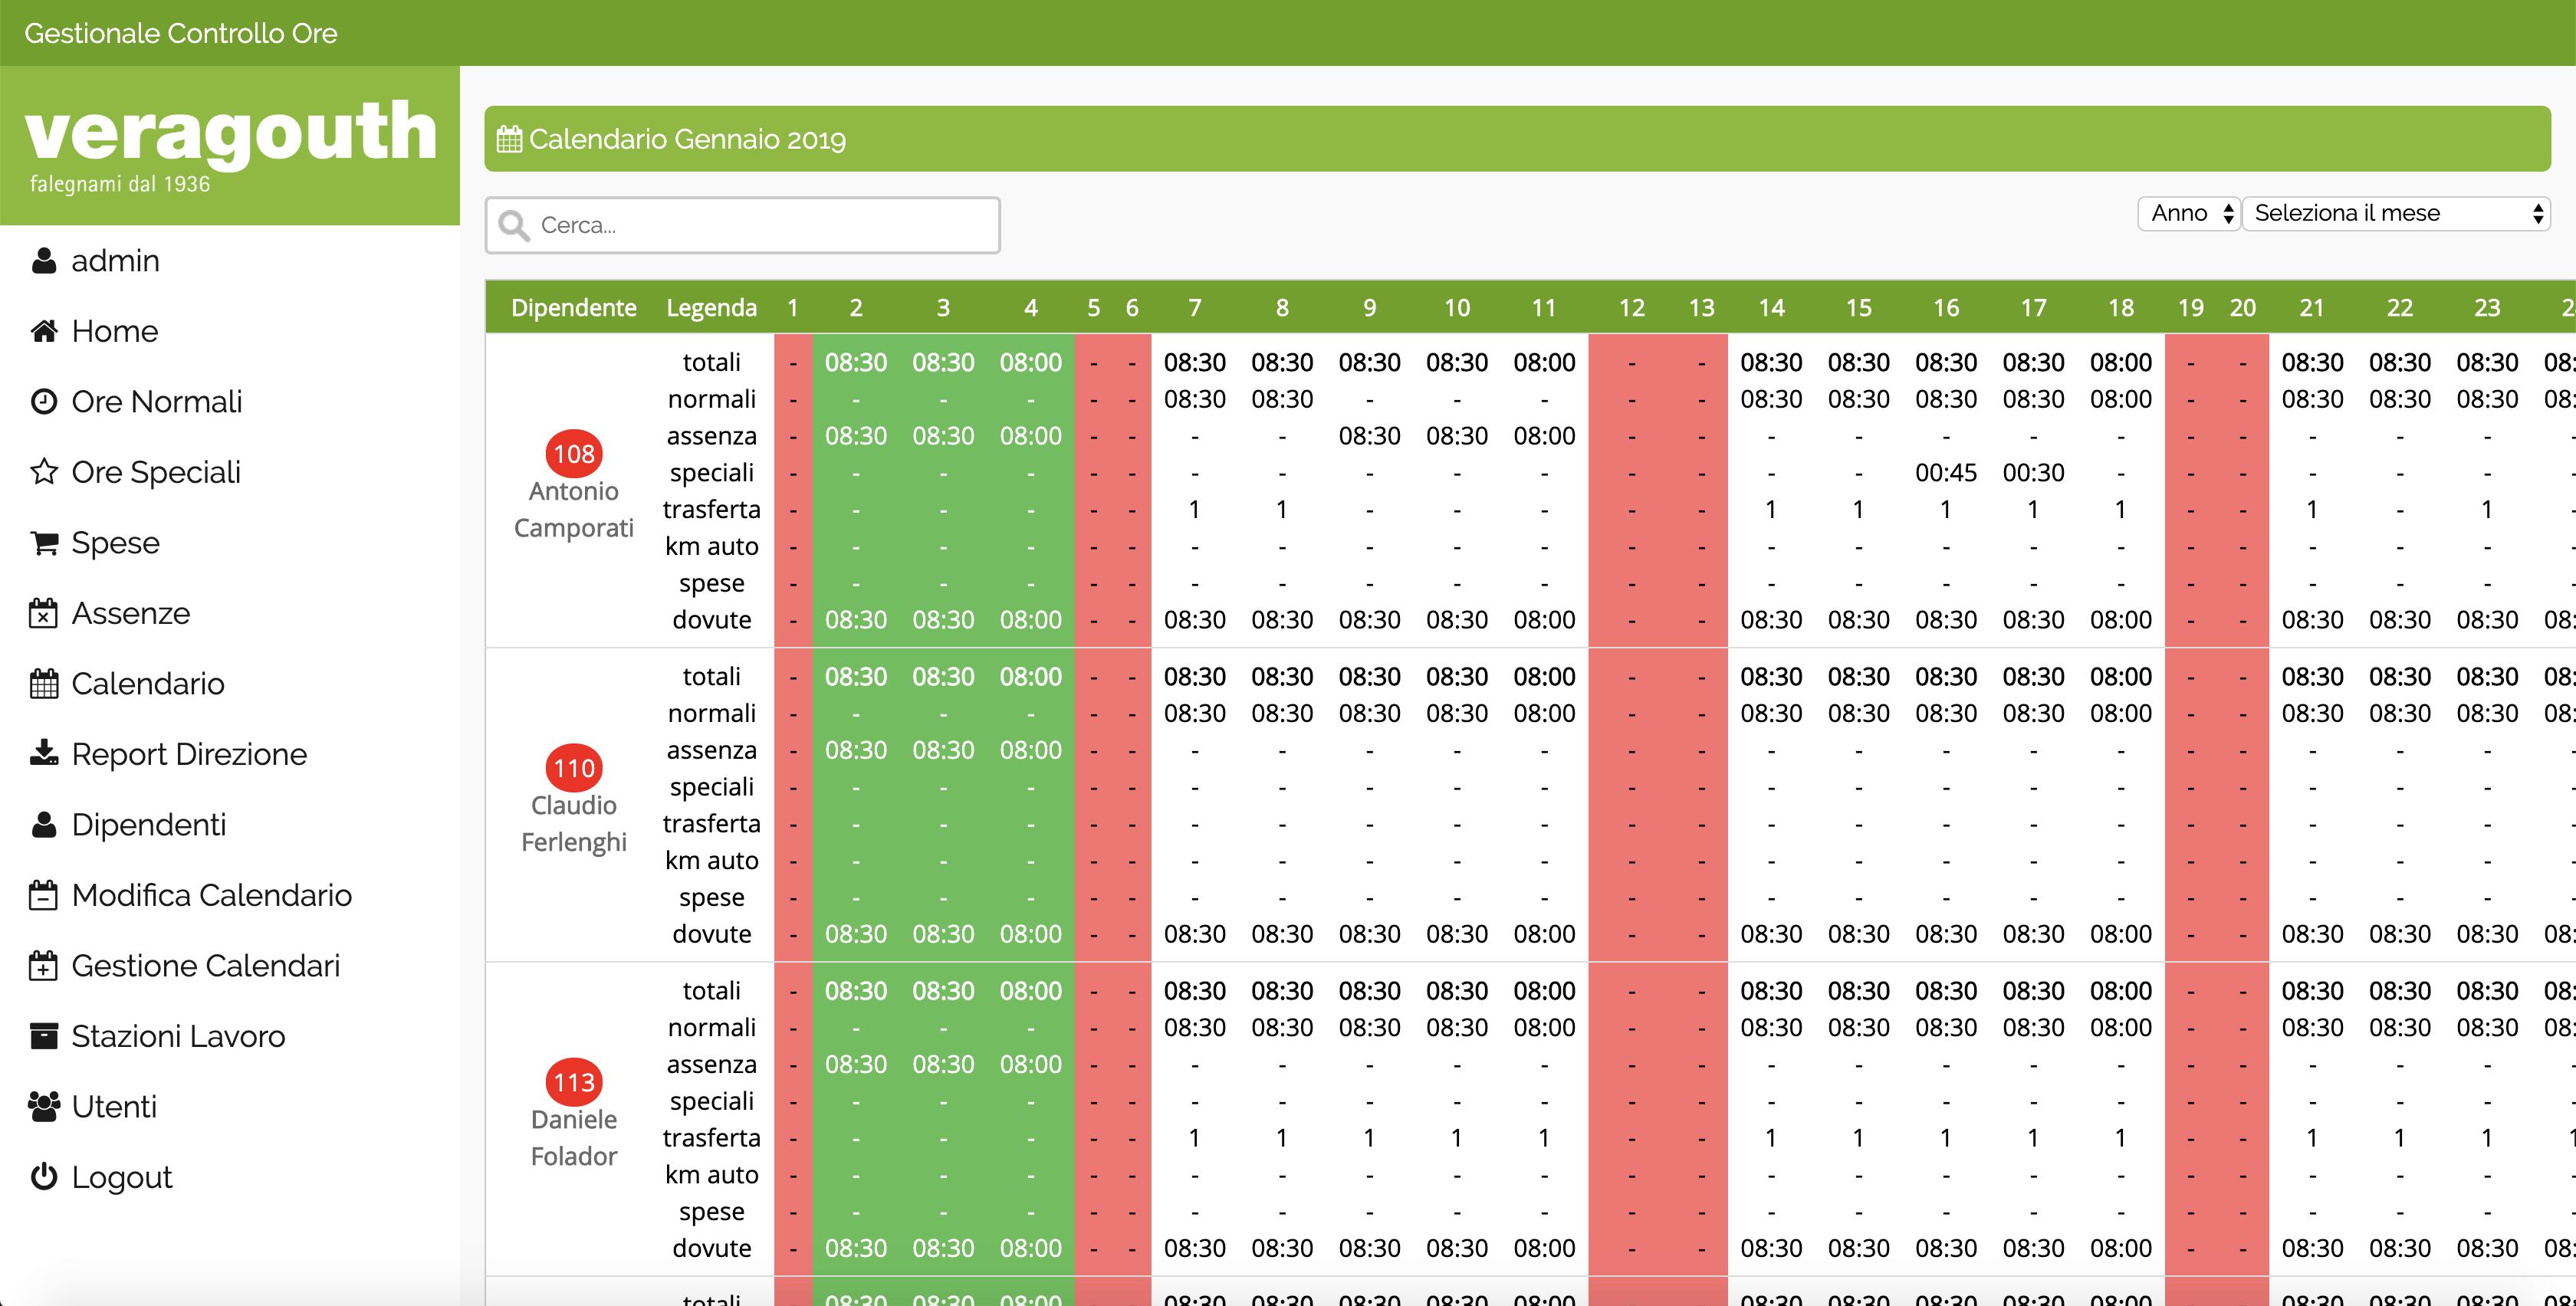 Gestionale Controllo Ore
veragouth
falegnami dal 1936
admin
Home
Ore Normali
Ore Speciali
Spese
Assenze
Calendario
Report Direzione
Dipendenti
Modifica Calendario
Gestione Calendari
Stazioni Lavoro
Utenti
Logout
Calendario Gennaio 2019
Cerca...
Anno Seleziona il mese
Dipendente Legenda 1 2 3 4 5 6 7 8 9 10 11 12 13 14 15 16 17 18 19 20 21 22 23
108
Antonio
Camporati
totali - 08:30 08:30 08:00 - - 08:30 08:30 08:30 08:30 08:00 - - 08:30 08:30 08:30 08:30 08:00 - - 08:30 08:30 08:30 08:
normali - - - - - - 08:30 08:30 - - - - - 08:30 08:30 08:30 08:30 08:00 - - 08:30 08:30 08:30 08:
assenza - 08:30 08:30 08:00 - - - - 08:30 08:30 08:00 - - - - - - - - - - - -
speciali - - - - - - - - - - - - - - - 00:45 00:30 - - - - - -
trasferta - - - - - - 1 1 - - - - - 1 1 1 1 1 - - 1 - 1
km auto - - - - - - - - - - - - - - - - - - - - - - -
spese - - - - - - - - - - - - - - - - - - - - - - -
dovute - 08:30 08:30 08:00 - - 08:30 08:30 08:30 08:30 08:00 - - 08:30 08:30 08:30 08:30 08:00 - - 08:30 08:30 08:30 08:
110
Claudio
Ferlenghi
totali - 08:30 08:30 08:00 - - 08:30 08:30 08:30 08:30 08:00 - - 08:30 08:30 08:30 08:30 08:00 - - 08:30 08:30 08:30 08:
normali - - - - - - 08:30 08:30 08:30 08:30 08:00 - - 08:30 08:30 08:30 08:30 08:00 - - 08:30 08:30 08:30 08:
assenza - 08:30 08:30 08:00 - - - - - - - - - - - - - - - - - - -
speciali - - - - - - - - - - - - - - - - - - - - - - -
trasferta - - - - - - - - - - - - - - - - - - - - - - -
km auto - - - - - - - - - - - - - - - - - - - - - - -
spese - - - - - - - - - - - - - - - - - - - - - - -
dovute - 08:30 08:30 08:00 - - 08:30 08:30 08:30 08:30 08:00 - - 08:30 08:30 08:30 08:30 08:00 - - 08:30 08:30 08:30 08:
113
Daniele
Folador
totali - 08:30 08:30 08:00 - - 08:30 08:30 08:30 08:30 08:00 - - 08:30 08:30 08:30 08:30 08:00 - - 08:30 08:30 08:30 08:
normali - - - - - - 08:30 08:30 08:30 08:30 08:00 - - 08:30 08:30 08:30 08:30 08:00 - - 08:30 08:30 08:30 08:
assenza - 08:30 08:30 08:00 - - - - - - - - - - - - - - - - - - -
speciali - - - - - - - - - - - - - - - - - - - - - - -
trasferta - - - - - - 1 1 1 1 1 - - 1 1 1 1 1 - - 1 1 1 1
km auto - - - - - - - - - - - - - - - - - - - - - - -
spese - - - - - - - - - - - - - - - - - - - - - - -
dovute - 08:30 08:30 08:00 - - 08:30 08:30 08:30 08:30 08:00 - - 08:30 08:30 08:30 08:30 08:00 - - 08:30 08:30 08:30 08:
totali 08:30 08:30 08:00 08:30 08:30 08:30 08:30 08:00 08:30 08:30 08:30 08:30 08:00 08:30 08:30 08:30 08: